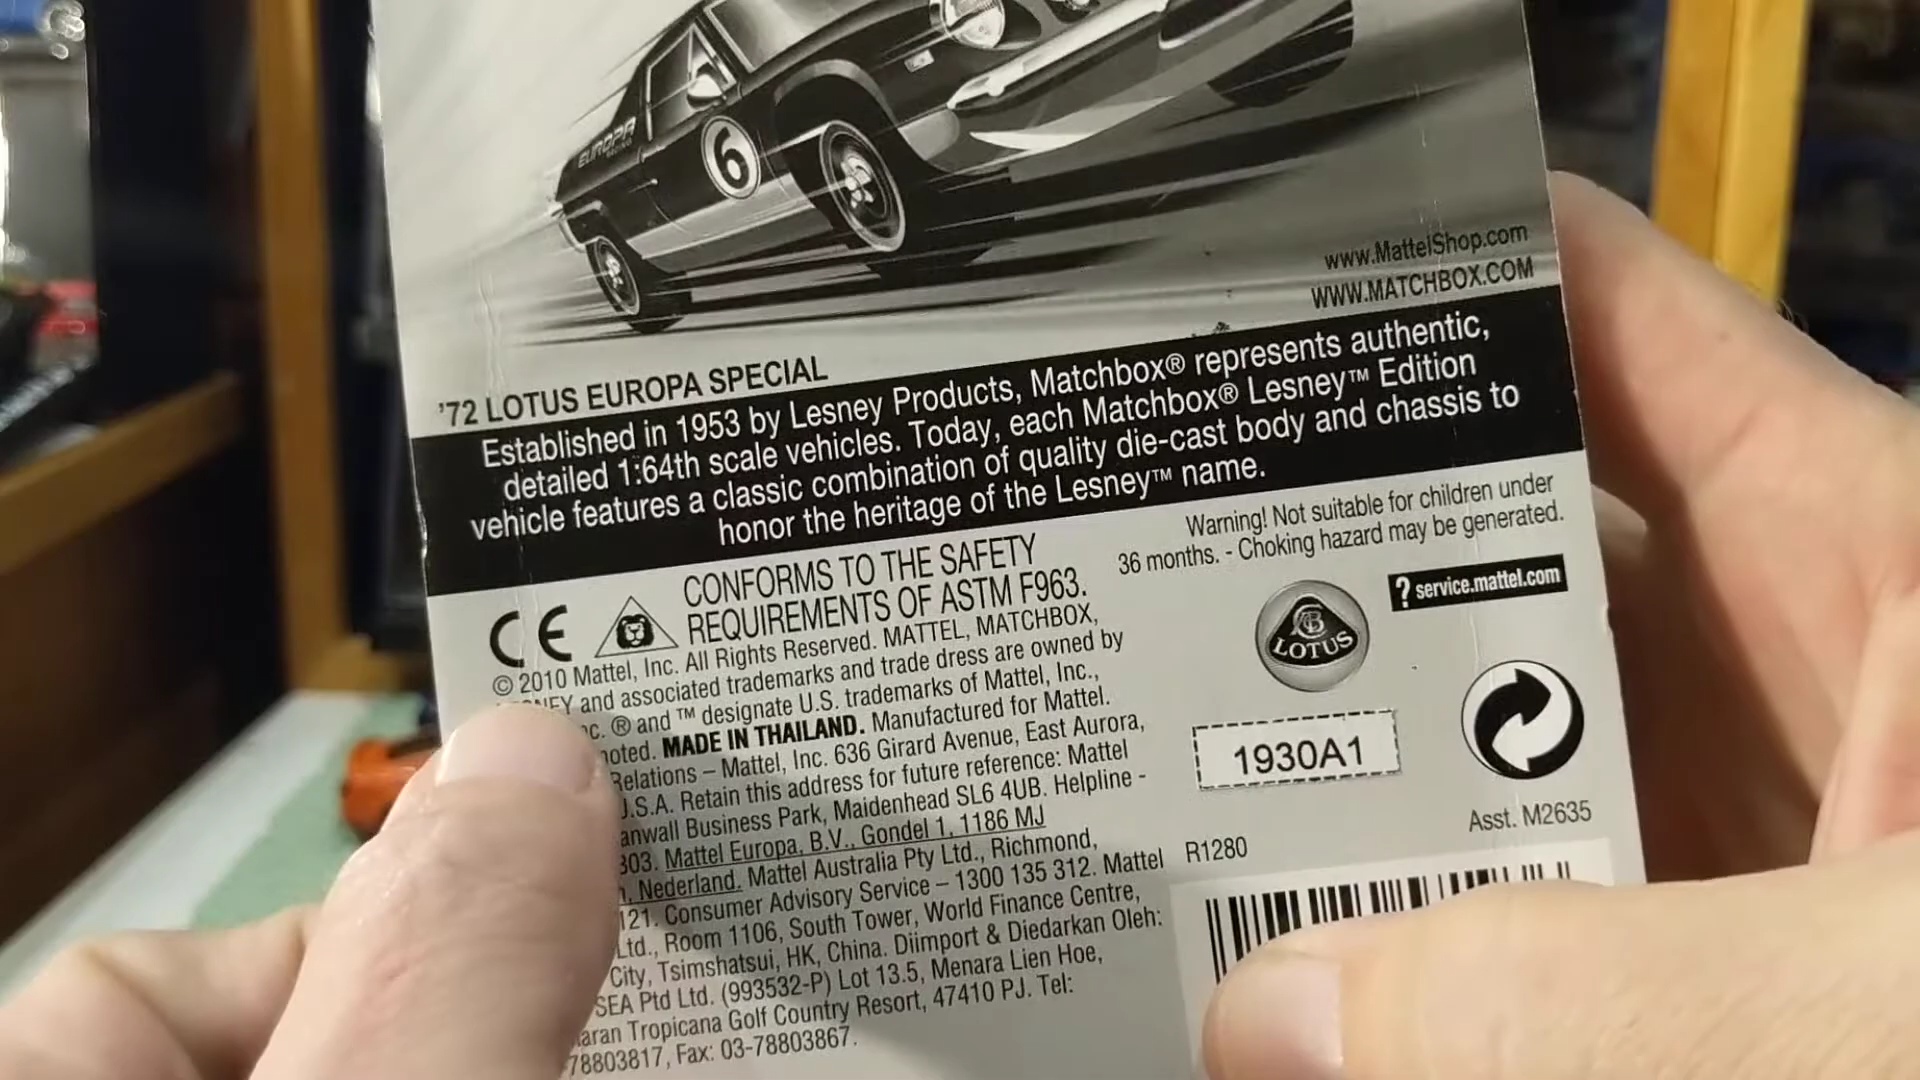 EUROPA
6
www.MattelShop.com
WWW.MATCHBOX.COM
'72 LOTUS EUROPA SPECIAL
Established in 1953 by Lesney Products, Matchbox® represents authentic,
detailed 1:64th scale vehicles. Today, each Matchbox® Lesney™ Edition
vehicle features a classic combination of quality die-cast body and chassis to
honor the heritage of the Lesney™ name.
Warning! Not suitable for children under
36 months. - Choking hazard may be generated.
CE
CONFORMS TO THE SAFETY
REQUIREMENTS OF ASTM F963.
© 2010 Mattel, Inc. All Rights Reserved. MATTEL, MATCHBOX,
and associated trademarks and trade dress are owned by
® and ™ designate U.S. trademarks of Mattel, Inc.,
noted. MADE IN THAILAND. Manufactured for Mattel.
Relations – Mattel, Inc. 636 Girard Avenue, East Aurora,
U.S.A. Retain this address for future reference: Mattel
anwall Business Park, Maidenhead SL6 4UB. Helpline -
303. Mattel Europa, B.V., Gondel 1, 1186 MJ
Nederland. Mattel Australia Pty Ltd., Richmond,
121. Consumer Advisory Service – 1300 135 312. Mattel
Ltd., Room 1106, South Tower, World Finance Centre,
City, Tsimshatsui, HK, China. Diimport & Diedarkan Oleh:
SEA Ptd Ltd. (993532-P) Lot 13.5, Menara Lien Hoe,
aran Tropicana Golf Country Resort, 47410 PJ. Tel:
78803817, Fax: 03-78803867.
? service.mattel.com
LOTUS
1930A1
Asst. M2635
R1280